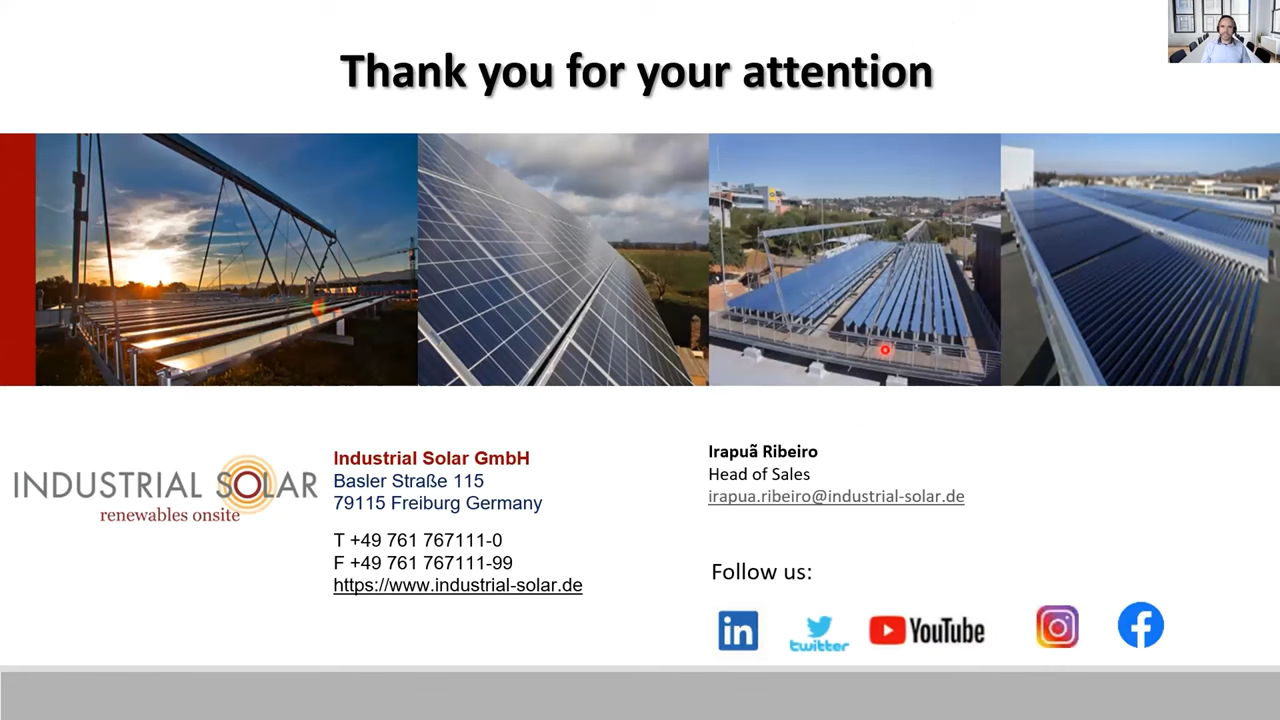 Thank you for your attention
INDUSTRIAL SOLAR
renewables onsite
Industrial Solar GmbH
Basler Straße 115
79115 Freiburg Germany
T +49 761 767111-0
F +49 761 767111-99
https://www.industrial-solar.de
Irapuã Ribeiro
Head of Sales
irapua.ribeiro@industrial-solar.de
Follow us:
in
twitter
YouTube